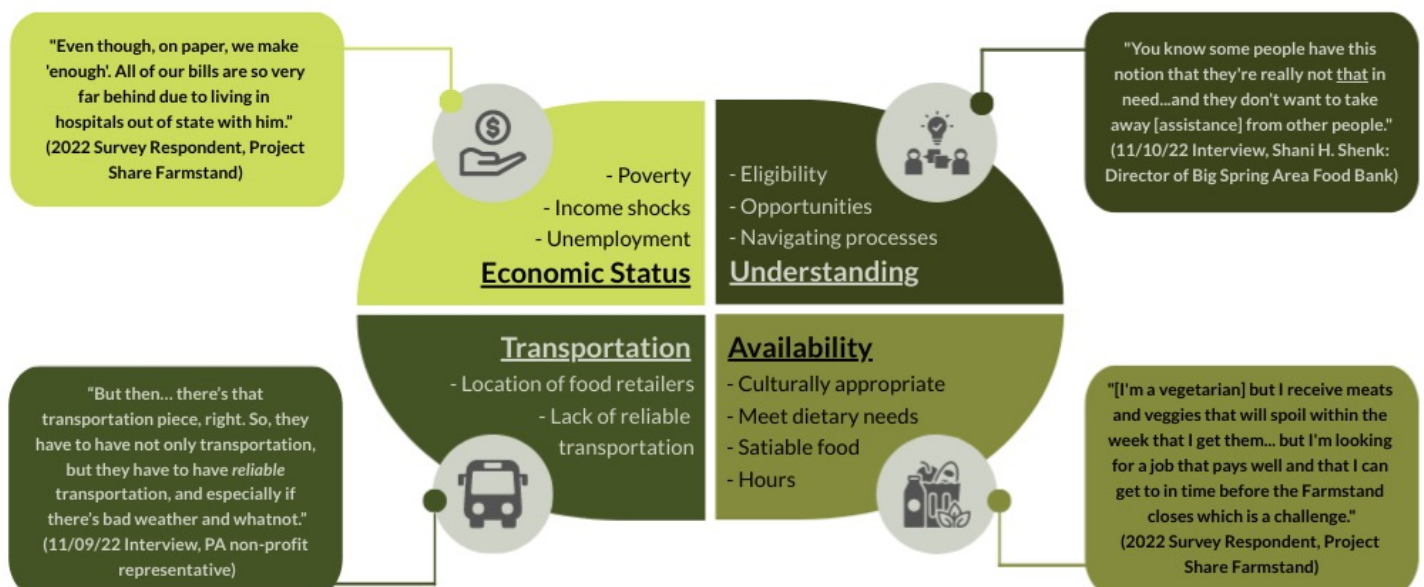 "Even though, on paper, we make
'enough'. All of our bills are so very
far behind due to living in
hospitals out of state with him."
(2022 Survey Respondent, Project
Share Farmstand)
"You know some people have this
notion that they're really not that in
need...and they don't want to take
away [assistance] from other people."
(11/10/22 Interview, Shani H. Shenk:
Director of Big Spring Area Food Bank)
- Poverty
- Income shocks
- Unemployment
Economic Status
- Eligibility
- Opportunities
- Navigating processes
Understanding
Transportation
- Location of food retailers
- Lack of reliable
transportation
Availability
- Culturally appropriate
- Meet dietary needs
- Satiable food
- Hours
"But then... there's that
transportation piece, right. So, they
have to have not only transportation,
but they have to have reliable
transportation, and especially if
there's bad weather and whatnot."
(11/09/22 Interview, PA non-profit
representative)
"[I'm a vegetarian] but I receive meats
and veggies that will spoil within the
week that I get them... but I'm looking
for a job that pays well and that I can
get to in time before the Farmstand
closes which is a challenge."
(2022 Survey Respondent, Project
Share Farmstand)